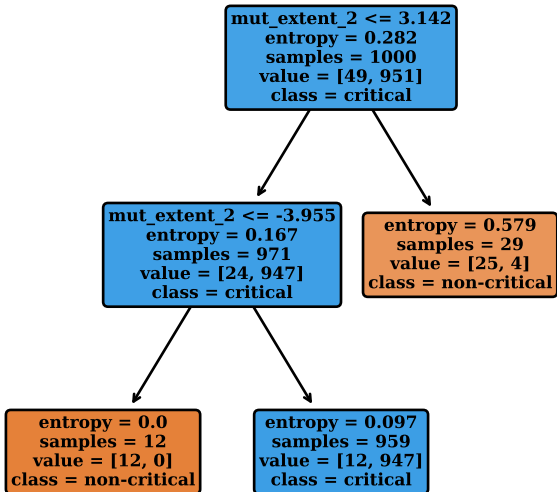 mut_extent_2 <= 3.142
entropy = 0.282
samples = 1000
value = [49, 951]
class = critical
mut_extent_2 <= -3.955
entropy = 0.167
samples = 971
value = [24, 947]
class = critical
entropy = 0.579
samples = 29
value = [25, 4]
class = non-critical
entropy = 0.0
samples = 12
value = [12, 0]
class = non-critical
entropy = 0.097
samples = 959
value = [12, 947]
class = critical